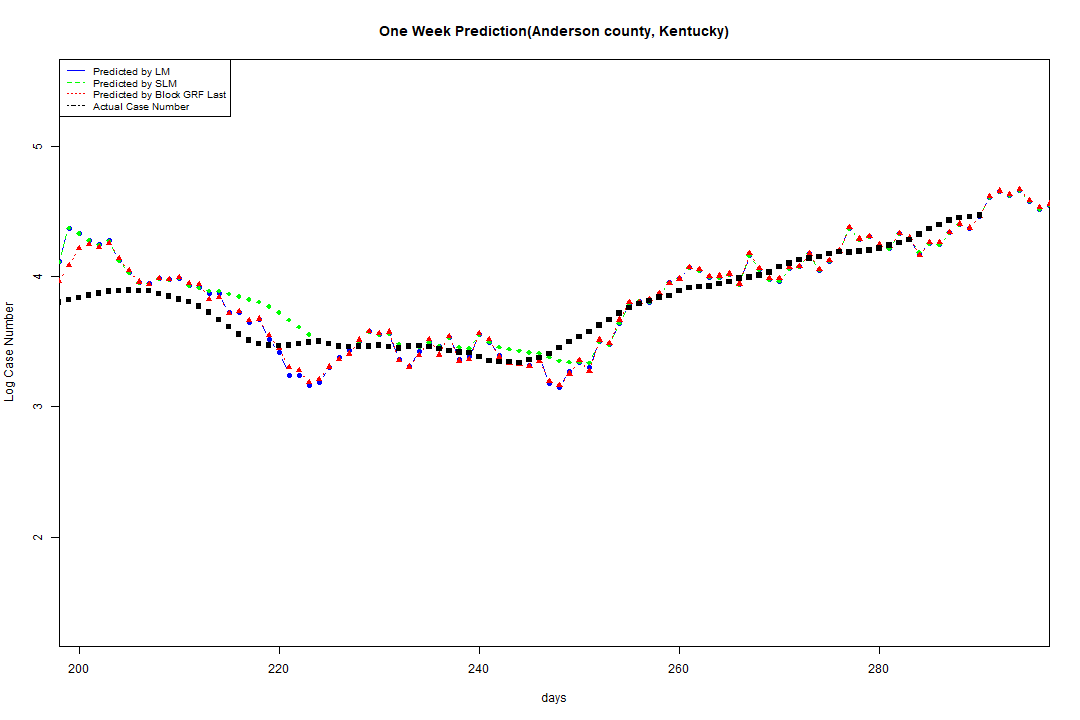 One Week Prediction(Anderson county, Kentucky)
Predicted by LM
Predicted by SLM
Predicted by Block GRF Last
Actual Case Number
5
4
3
2
Log Case Number
200 220 240 260 280
days